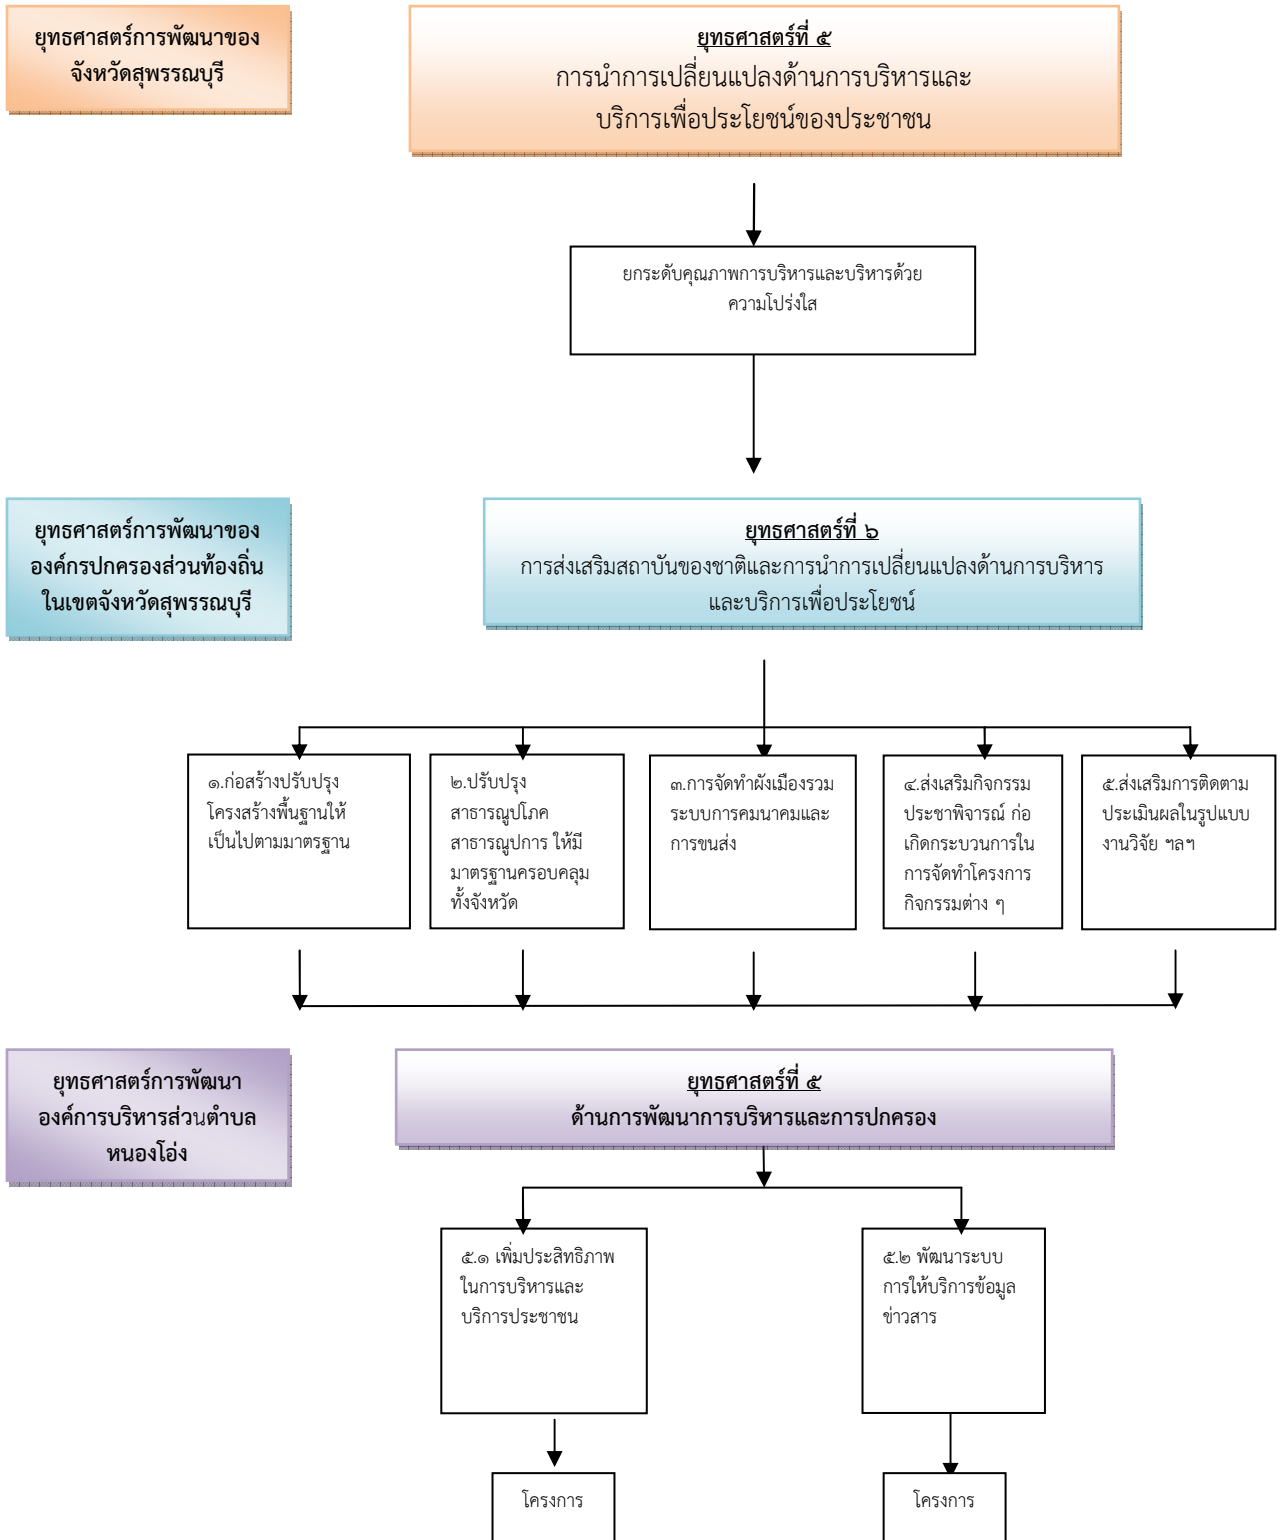 ยุทธศาสตร์การพัฒนาของ
จังหวัดสุพรรณบุรี
ยุทธศาสตร์ที่ ๕
การนำการเปลี่ยนแปลงด้านการบริหารและ
บริการเพื่อประโยชน์ของประชาชน
ยกระดับคุณภาพการบริหารและบริหารด้วย
ความโปร่งใส
ยุทธศาสตร์การพัฒนาของ
องค์กรปกครองส่วนท้องถิ่น
ในเขตจังหวัดสุพรรณบุรี
ยุทธศาสตร์ที่ ๖
การส่งเสริมสถาบันของชาติและการนำการเปลี่ยนแปลงด้านการบริหาร
และบริการเพื่อประโยชน์
๑.ก่อสร้างปรับปรุง
โครงสร้างพื้นฐานให้
เป็นไปตามมาตรฐาน
๒.ปรับปรุง
สาธารณูปโภค
สาธารณูปการ ให้มี
มาตรฐานครอบคลุม
ทั้งจังหวัด
๓.การจัดทำผังเมืองรวม
ระบบการคมนาคมและ
การขนส่ง
๔.ส่งเสริมกิจกรรม
ประชาพิจารณ์ ก่อ
เกิดกระบวนการใน
การจัดทำโครงการ
กิจกรรมต่าง ๆ
๕.ส่งเสริมการติดตาม
ประเมินผลในรูปแบบ
งานวิจัย ฯลฯ
ยุทธศาสตร์การพัฒนา
องค์การบริหารส่วนตำบล
หนองโอ่ง
ยุทธศาสตร์ที่ ๕
ด้านการพัฒนาการบริหารและการปกครอง
๕.๑ เพิ่มประสิทธิภาพ
ในการบริหารและ
บริการประชาชน
๕.๒ พัฒนาระบบ
การให้บริการข้อมูล
ข่าวสาร
โครงการ
โครงการ